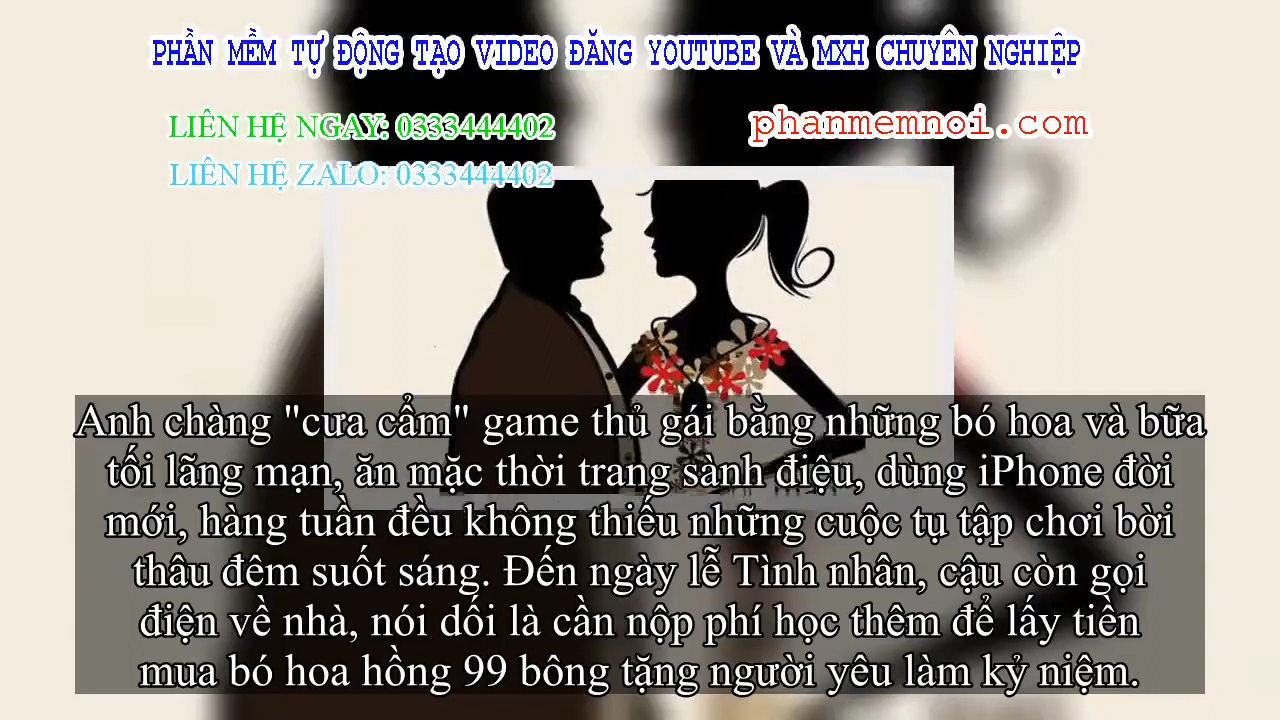 PHẦN MỀM TỰ ĐỘNG TẠO VIDEO ĐĂNG YOUTUBE VÀ MXH CHUYÊN NGHIỆP
LIÊN HỆ NGAY: 0333444402
phanmemnoi.com
LIÊN HỆ ZALO: 0333444402
Anh chàng "cưa cẩm" game thủ gái bằng những bó hoa và bữa
tối lãng mạn, ăn mặc thời trang sành điệu, dùng iPhone đời
mới, hàng tuần đều không thiếu những cuộc tụ tập chơi bời
thâu đêm suốt sáng. Đến ngày lễ Tình nhân, cậu còn gọi
điện về nhà, nói dối là cần nộp phí học thêm để lấy tiền
mua bó hoa hồng 99 bông tặng người yêu làm kỷ niệm.